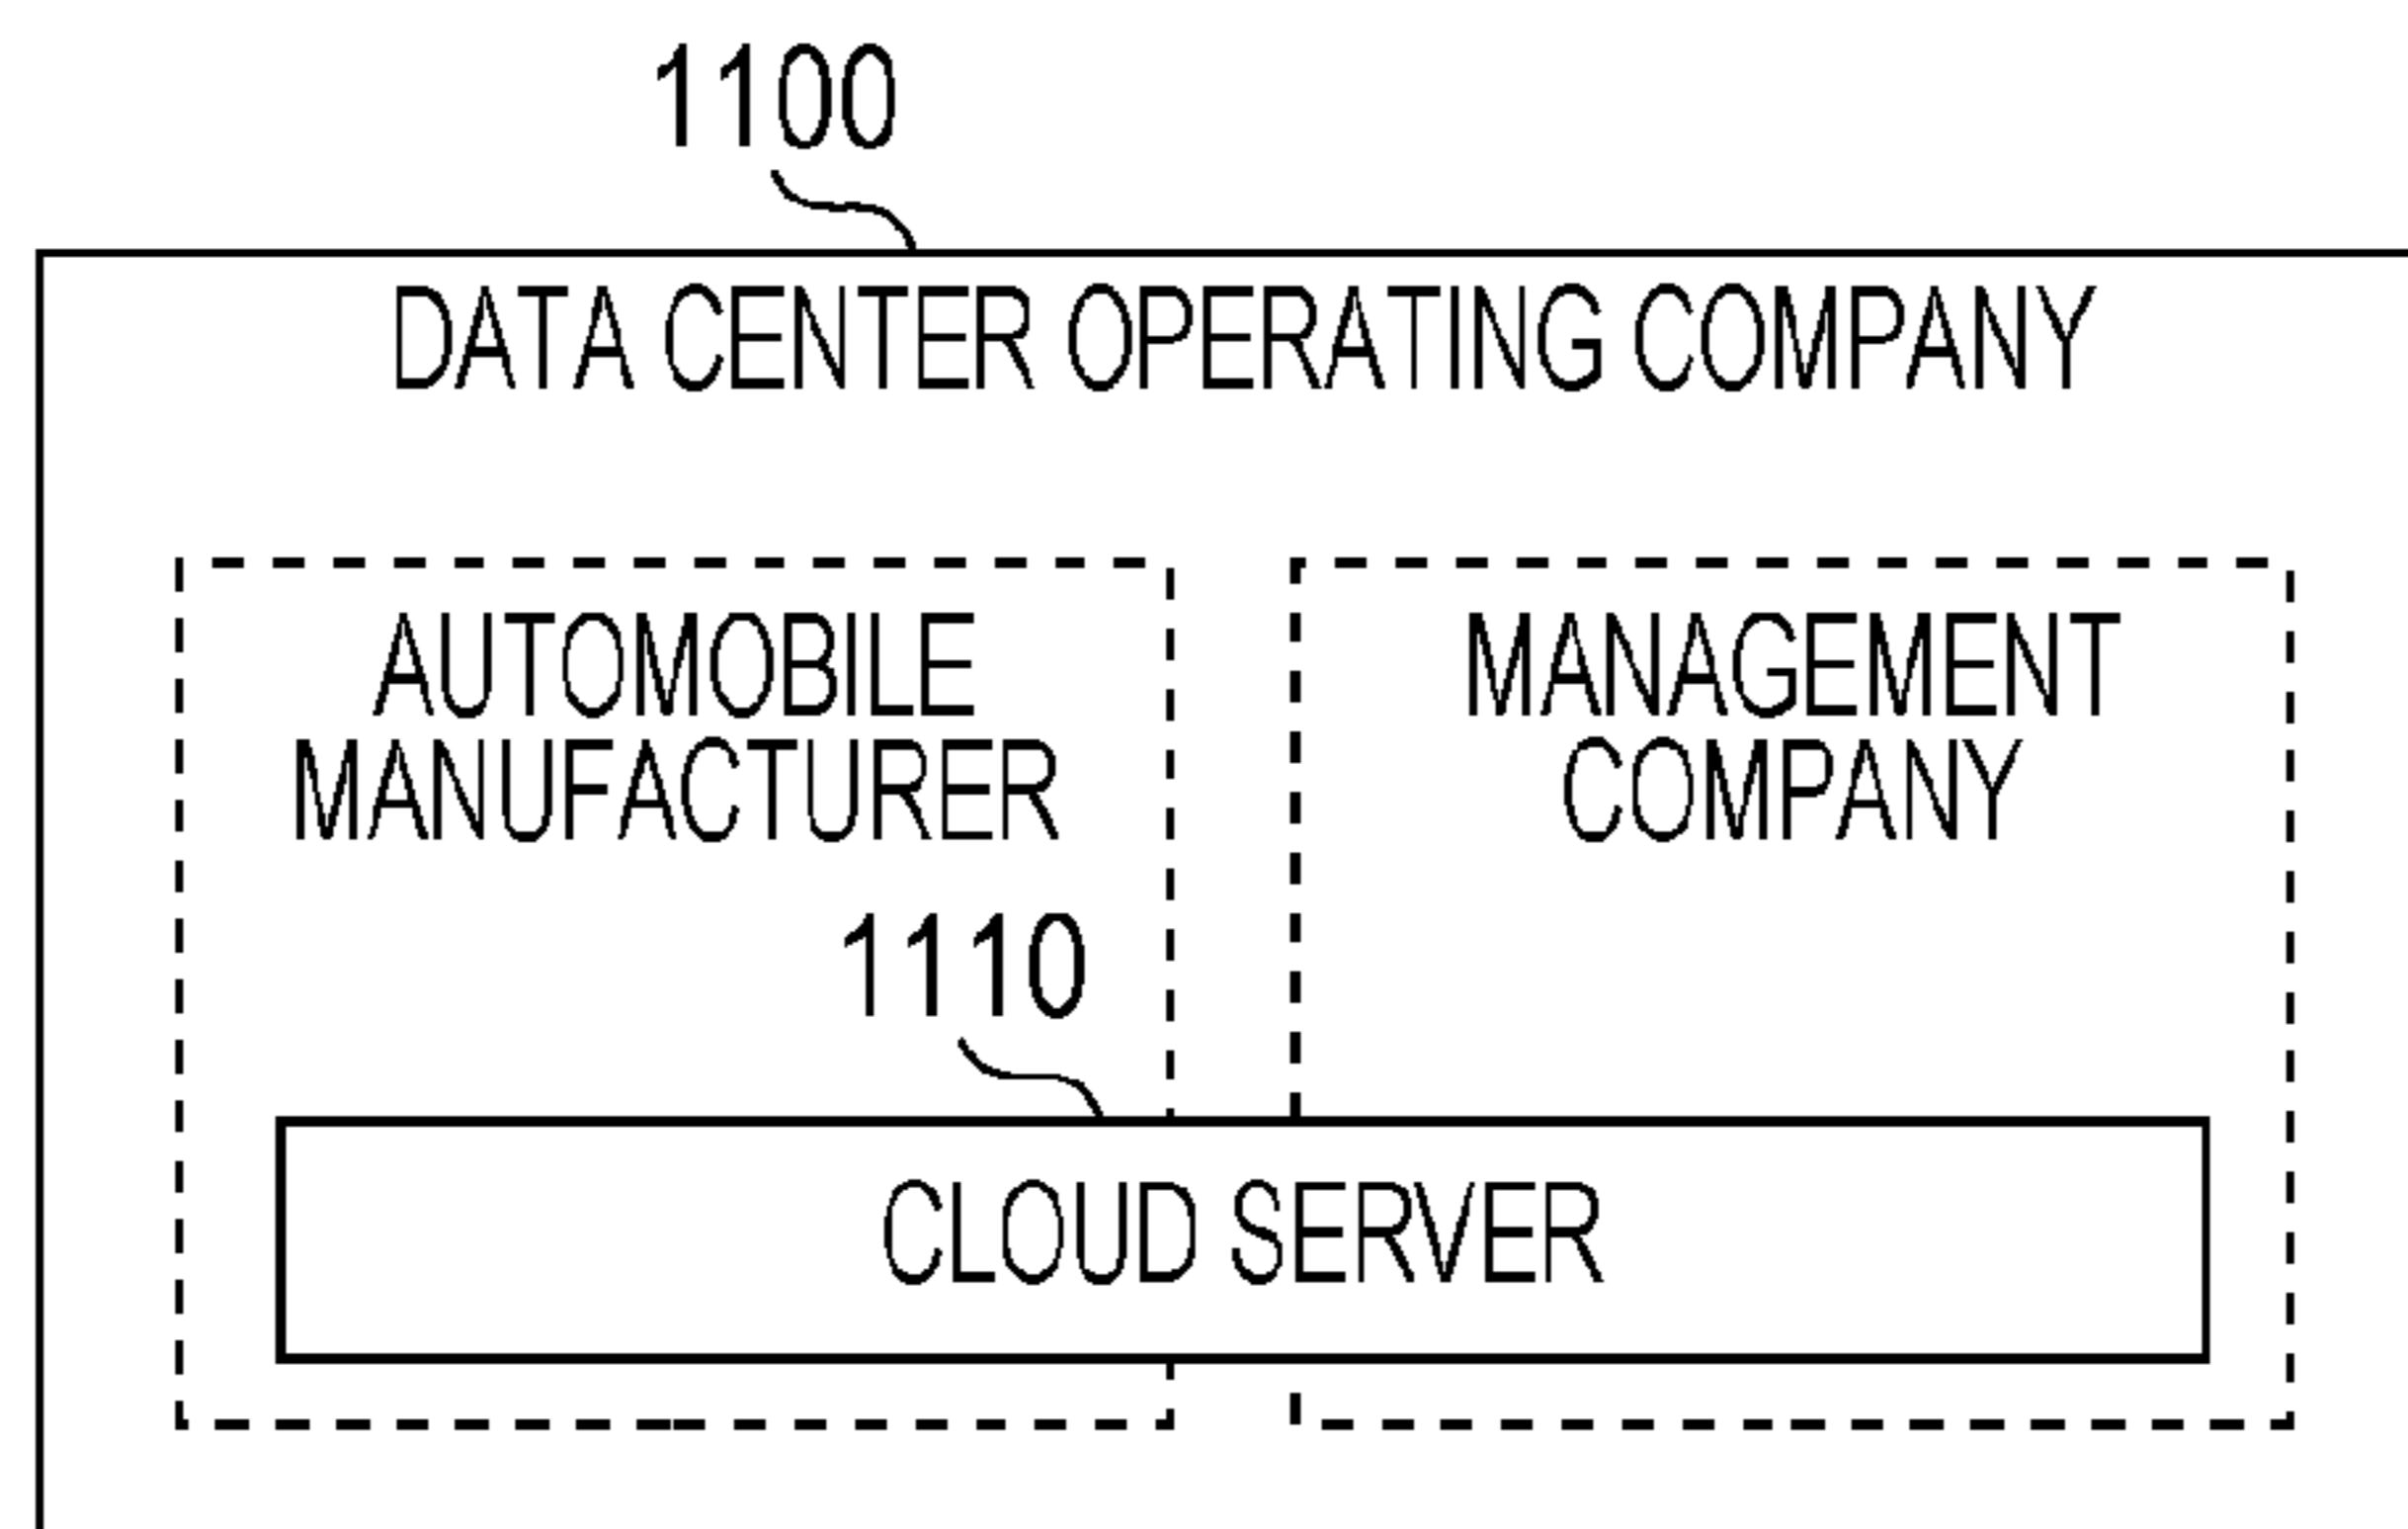 1100
DATA CENTER OPERATING COMPANY
AUTOMOBILE
MANUFACTURER
MANAGEMENT
COMPANY
1110
CLOUD SERVER